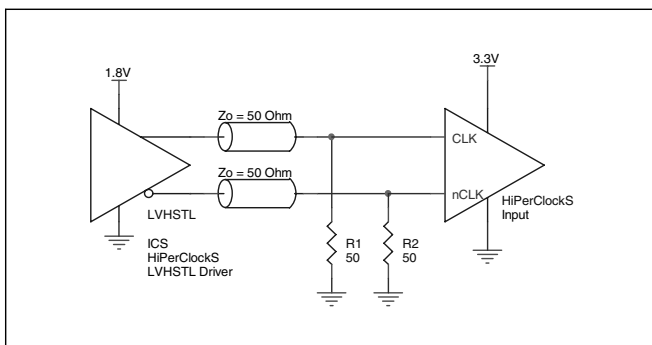 1.8V
3.3V
Zo = 50 Ohm
CLK
Zo = 50 Ohm
nCLK
HiPerClockS
Input
LVHSTL
ICS
HiPerClockS
LVHSTL Driver
R1
50
R2
50